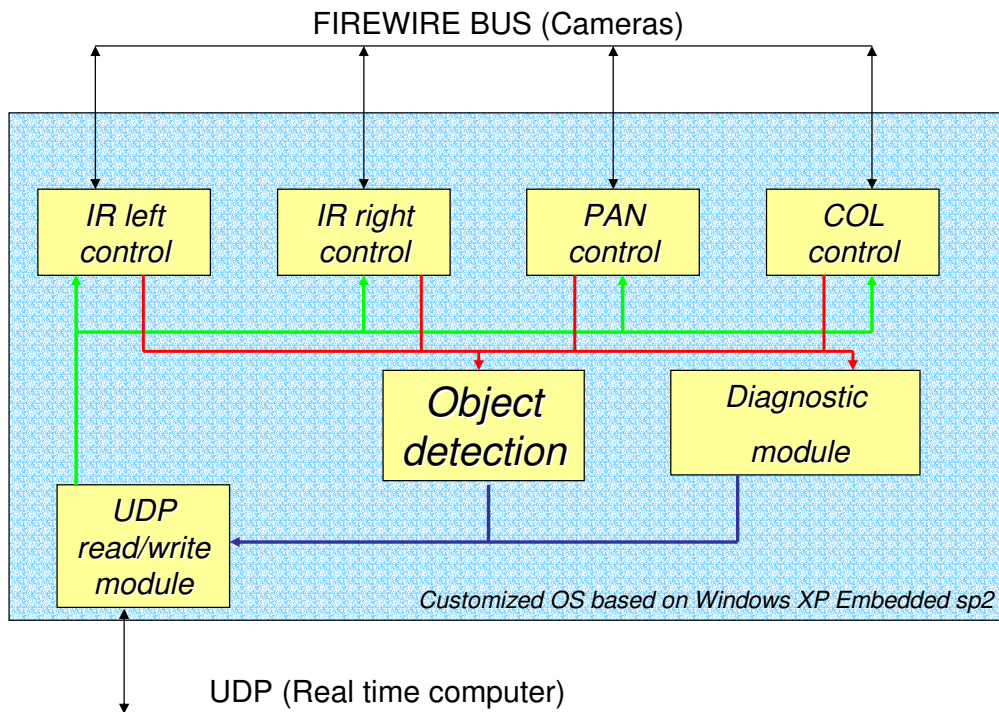 FIREWIRE BUS (Cameras)
IR left
control
IR right
control
PAN
control
COL
control
Object
detection
Diagnostic
module
UDP
read/write
module
Customized OS based on Windows XP Embedded sp2
UDP (Real time computer)